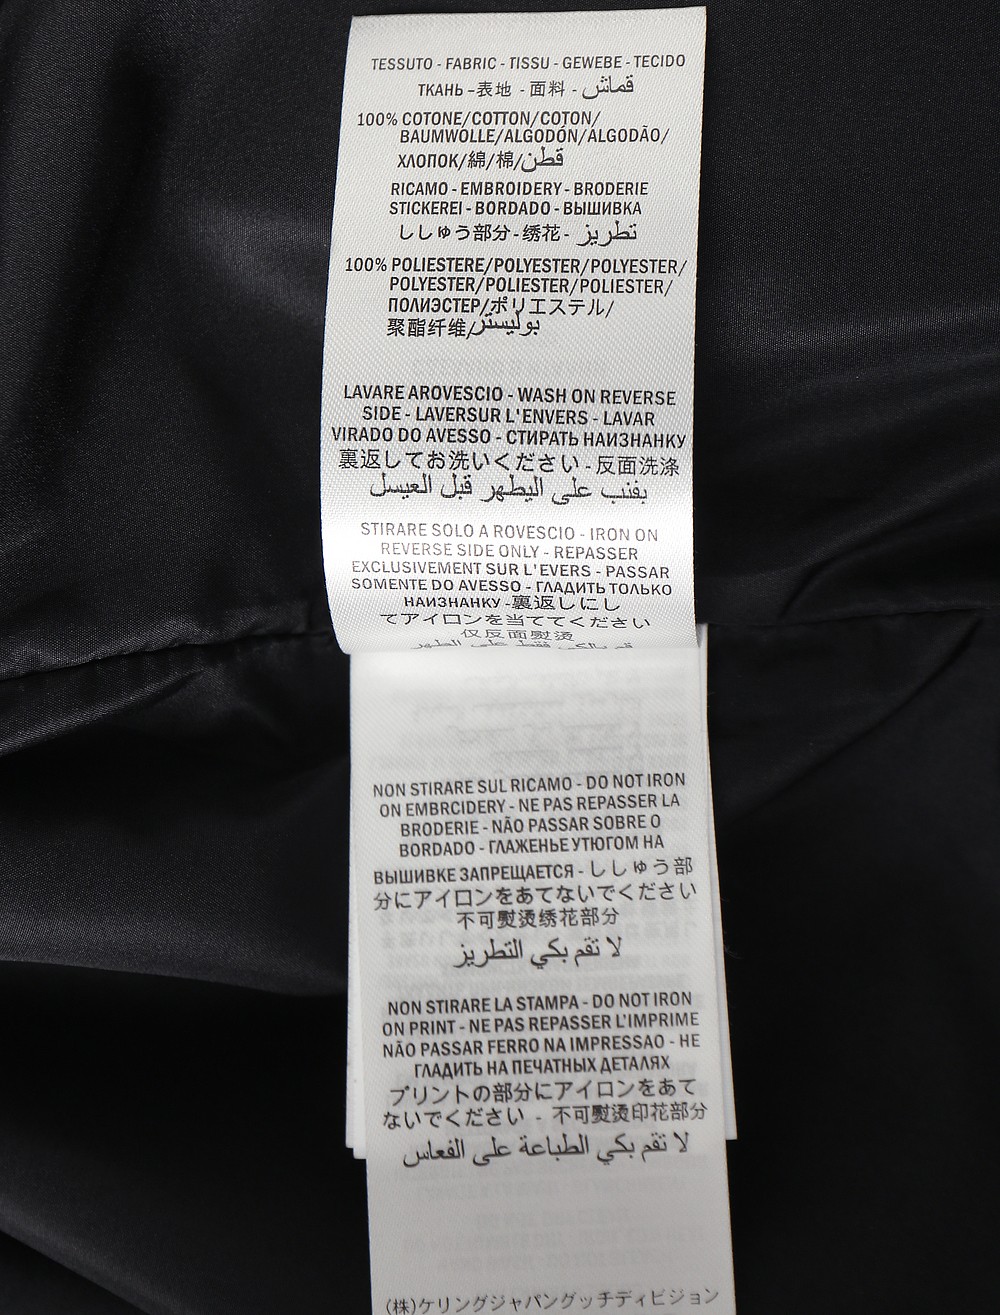 TESSUTO - FABRIC - TISSU - GEWEBE - TECIDO
ТКАНЬ - 表地 - 面料 - قماش
100% COTONE/COTTON/COTON/
BAUMWOLLE/ALGODÓN/ALGODÃO/
ХЛОПОК/綿/棉/قطن
RICAMO - EMBROIDERY - BRODERIE
STICKEREI - BORDADO - ВЫШИВКА
ししゅう部分 - 绣花 - تطريز
100% POLIESTERE/POLYESTER/POLYESTER/
POLYESTER/POLIESTER/POLIESTER/
ПОЛИЭСТЕР/ポリエステル/
聚酯纤维/بوليستر
LAVARE AROVESCIO - WASH ON REVERSE
SIDE - LAVERSUR L'ENVERS - LAVAR
VIRADO DO AVESSO - СТИРАТЬ НАИЗНАНКУ
裏返してお洗いください - 反面洗涤
على اليطهر قبل العيسل
STIRARE SOLO A ROVESCIO - IRON ON
REVERSE SIDE ONLY - REPASSER
EXCLUSIVEMENT SUR L'EVERS - PASSAR
SOMENTE DO AVESSO - ГЛАДИТЬ ТОЛЬКО
НАИЗНАНКУ - 裏返しにし
てアイロンを当ててください
仅反面熨烫
NON STIRARE SUL RICAMO - DO NOT IRON
ON EMBRCIDERY - NE PAS REPASSER LA
BRODERIE - NÃO PASSAR SOBRE O
BORDADO - ГЛАЖЕНЬЕ УТЮГОМ НА
ВЫШИВКЕ ЗАПРЕЩАЕТСЯ - ししゅう部
分にアイロンをあてないでください
不可熨烫绣花部分
لا تقم بكي التطريز
NON STIRARE LA STAMPA - DO NOT IRON
ON PRINT - NE PAS REPASSER L'IMPRIME
NÃO PASSAR FERRO NA IMPRESSAO - НЕ
ГЛАДИТЬ НА ПЕЧАТНЫХ ДЕТАЛЯХ
プリントの部分にアイロンをあて
ないでください - 不可熨烫印花部分
لا تقم بكي الطباعة على الفعاس
(株)ケリングジャパングッチディビジョン